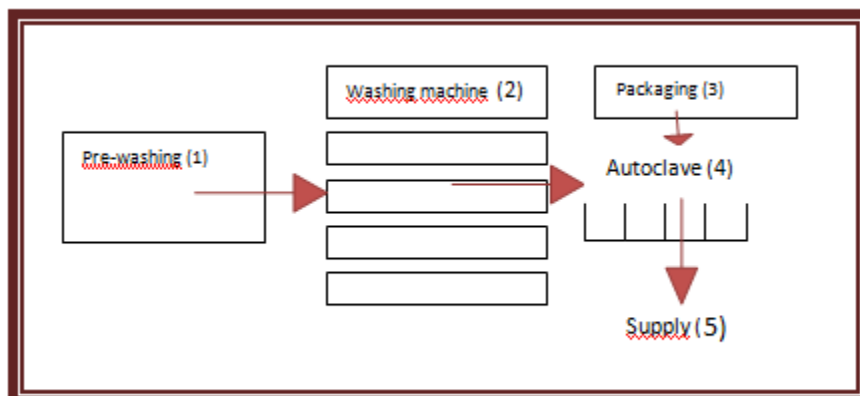 Pre-washing (1)
Washing machine (2)
Packaging (3)
Autoclave (4)
Supply (5)